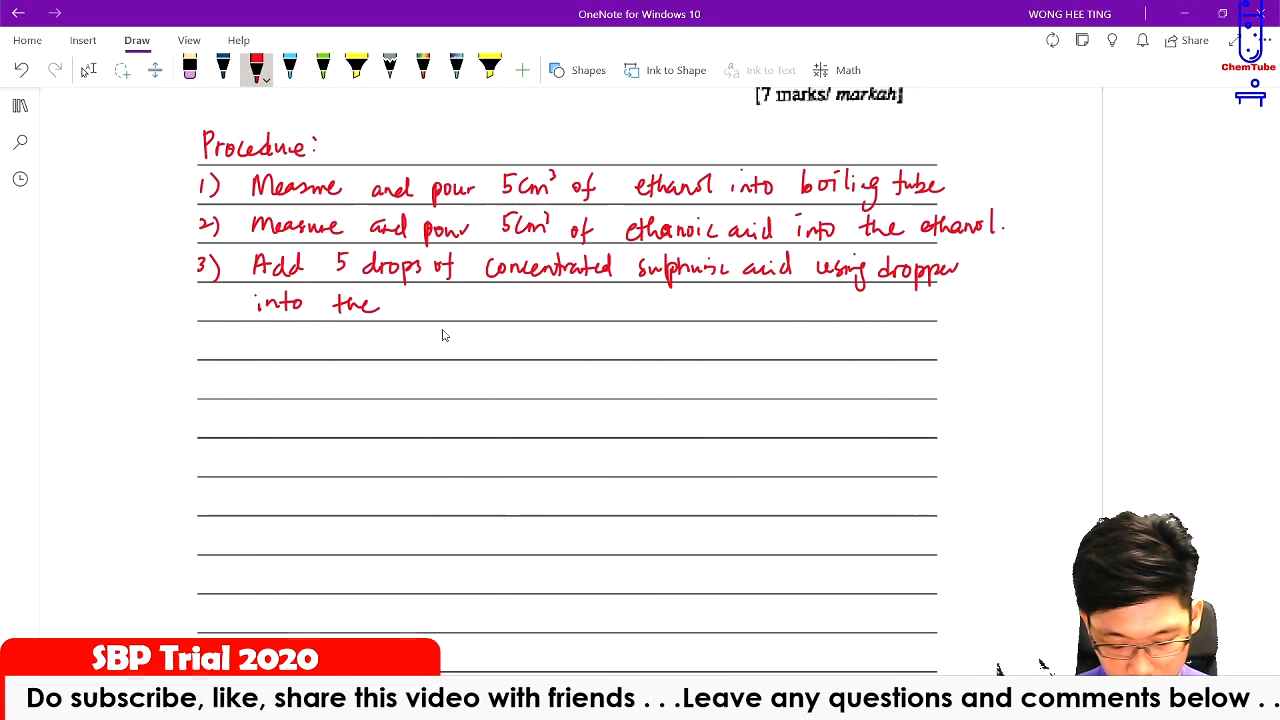 OneNote for Windows 10
WONG HEE TING
Home Insert Draw View Help
Share
Shapes Ink to Shape Ink to Text Math
ChemTube
[7 marks/ markah]
Procedure:
1) Measure and pour 5cm³ of ethanol into boiling tube
2) Measure and pour 5cm³ of ethanoic acid into the ethanol.
3) Add 5 drops of concentrated sulphuric acid using dropper
into the
SBP Trial 2020
Do subscribe, like, share this video with friends . . .Leave any questions and comments below . .